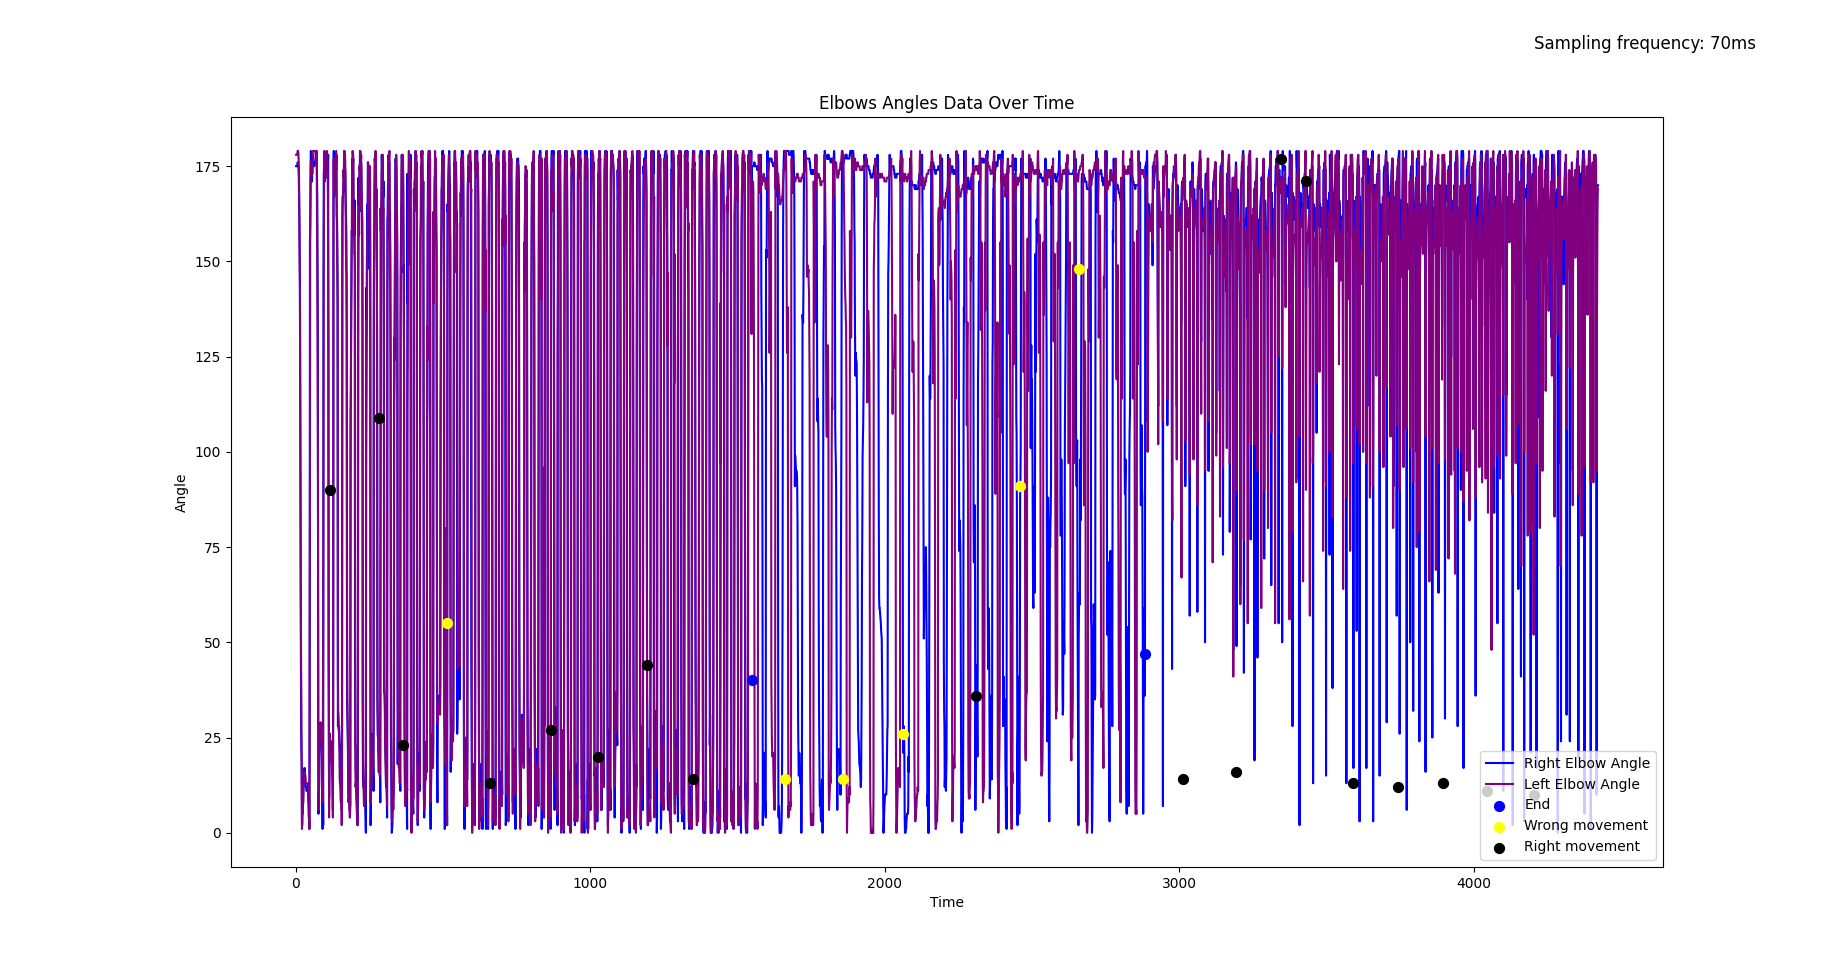 Sampling frequency: 70ms
Elbows Angles Data Over Time
Angle
175
150
125
100
75
50
25
0
0
1000
2000
3000
4000
Time
Right Elbow Angle
Left Elbow Angle
End
Wrong movement
Right movement